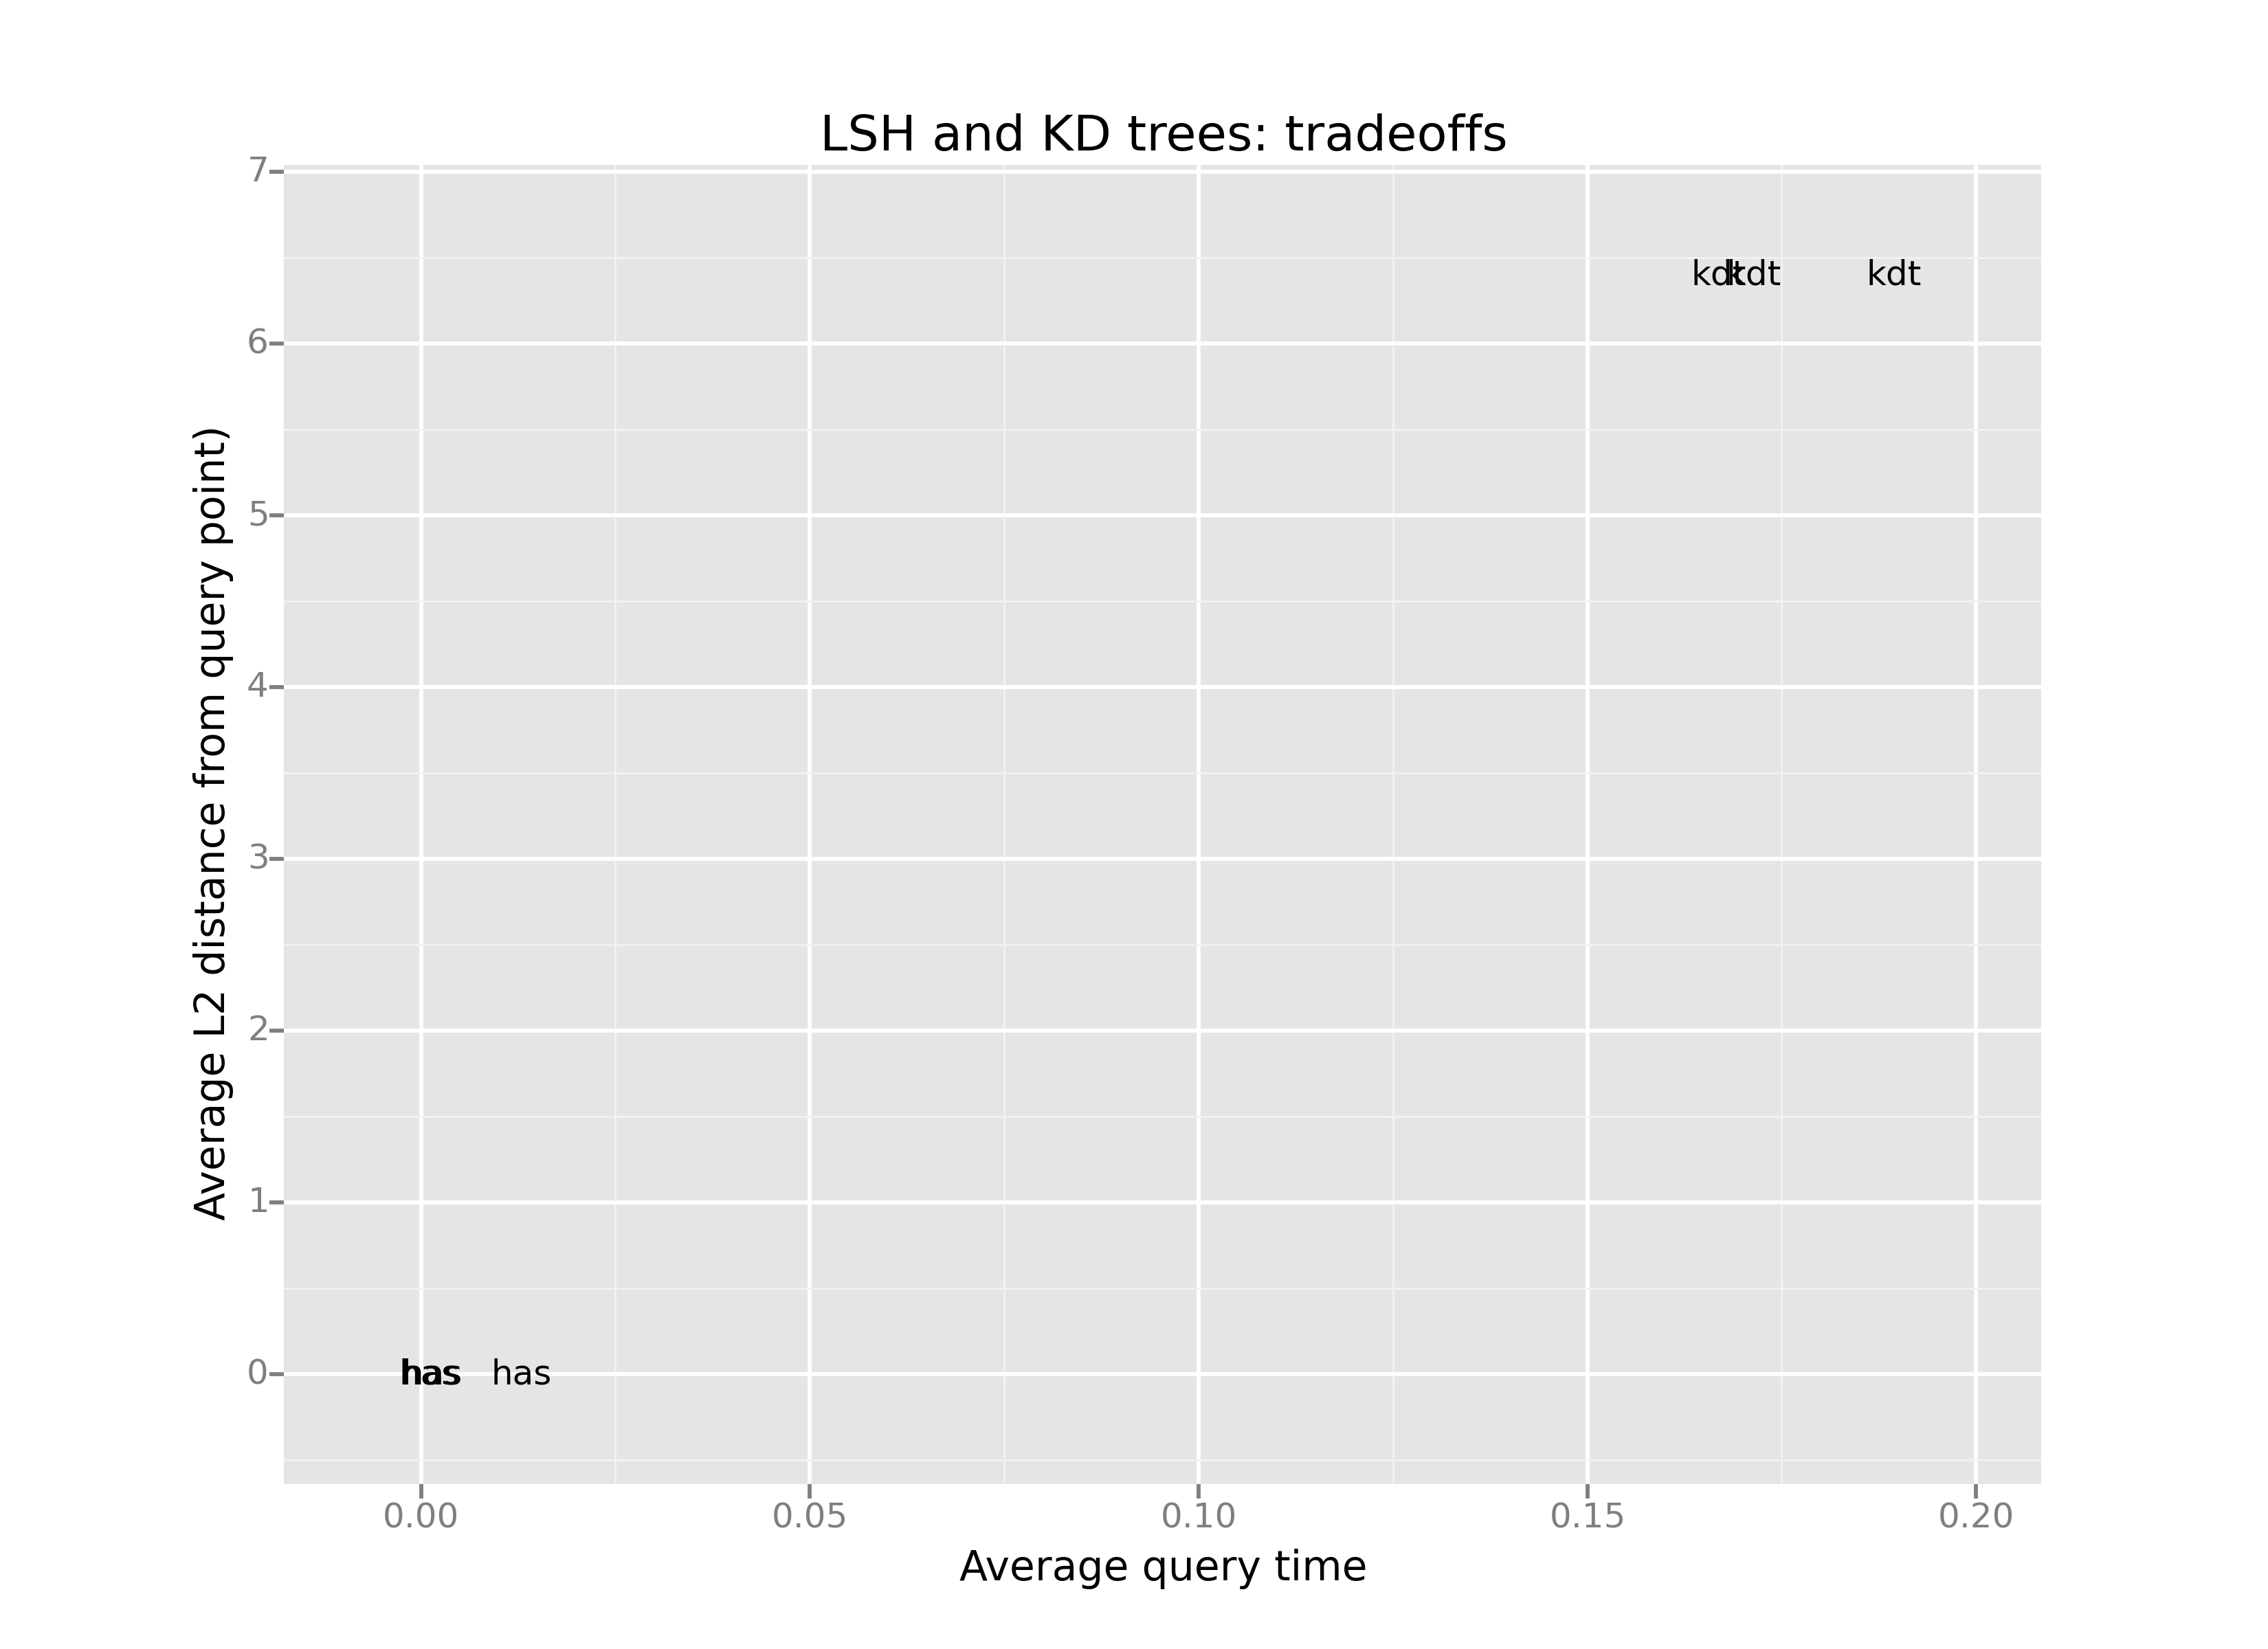 LSH and KD trees: tradeoffs
7
kdt kdt kdt
6
5
4
3
2
1
0
has has
0.00 0.05 0.10 0.15 0.20
Average query time
Average L2 distance from query point)